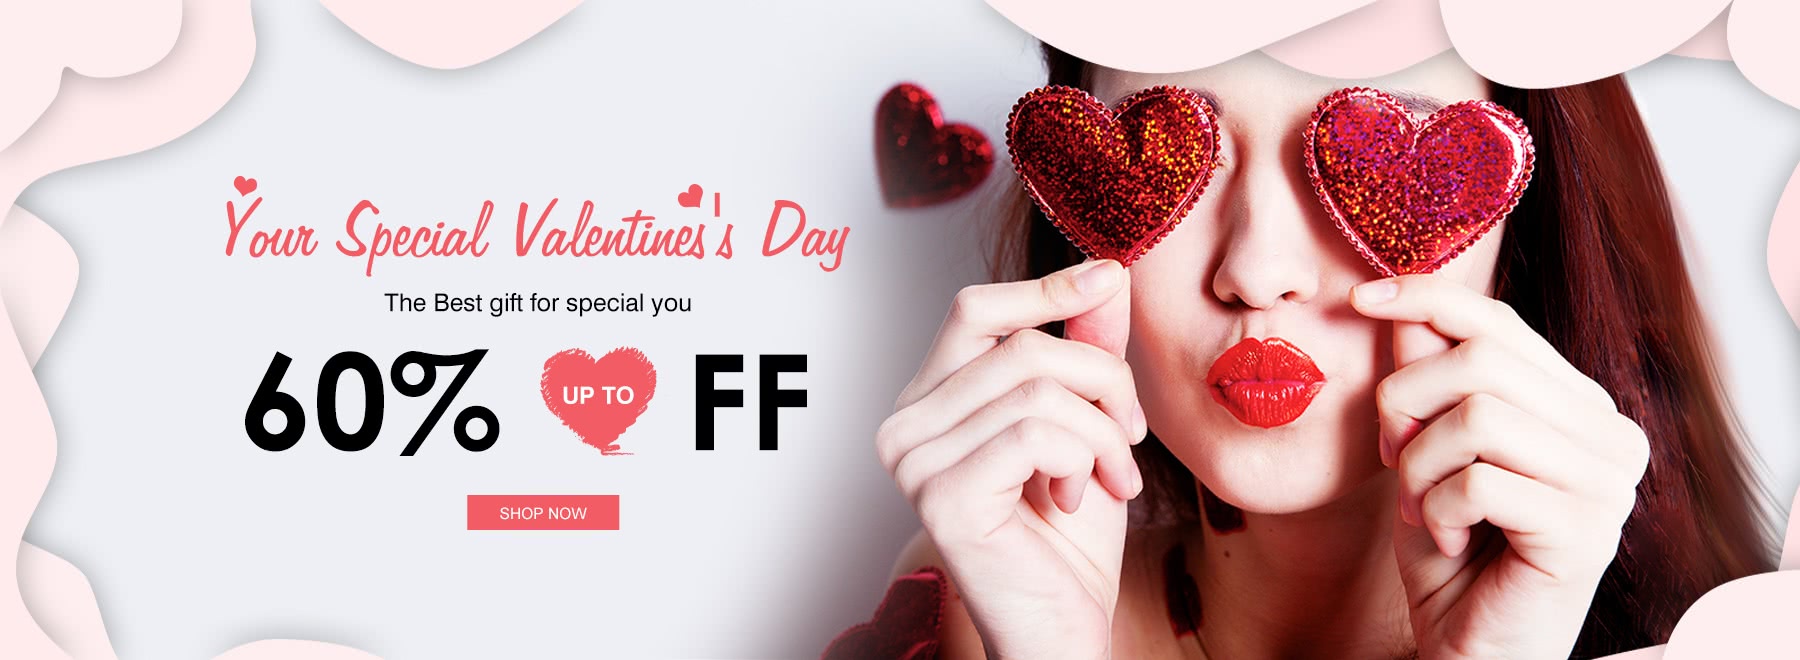 Your Special Valentines's Day
The Best gift for special you
60% UP TO FF
SHOP NOW